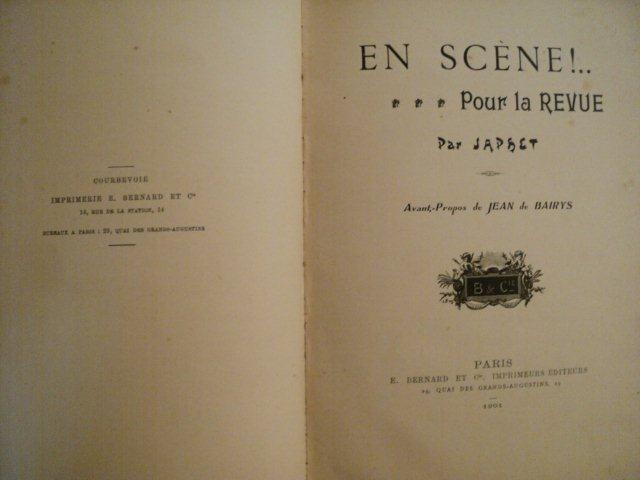 COURBEVOIE
IMPRIMERIE E. BERNARD ET Cie
14, RUE DE LA STATION, 14
BUREAUX A PARIS : 29, QUAI DES GRANDS-AUGUSTINS
EN SCÈNE!..
Pour la REVUE
Par JAPHET
Avant-Propos de JEAN de BAIRYS
B & Cie
PARIS
E. BERNARD ET Cie, IMPRIMEURS ÉDITEURS
29, QUAI DES GRANDS-AUGUSTINS, 29
1901